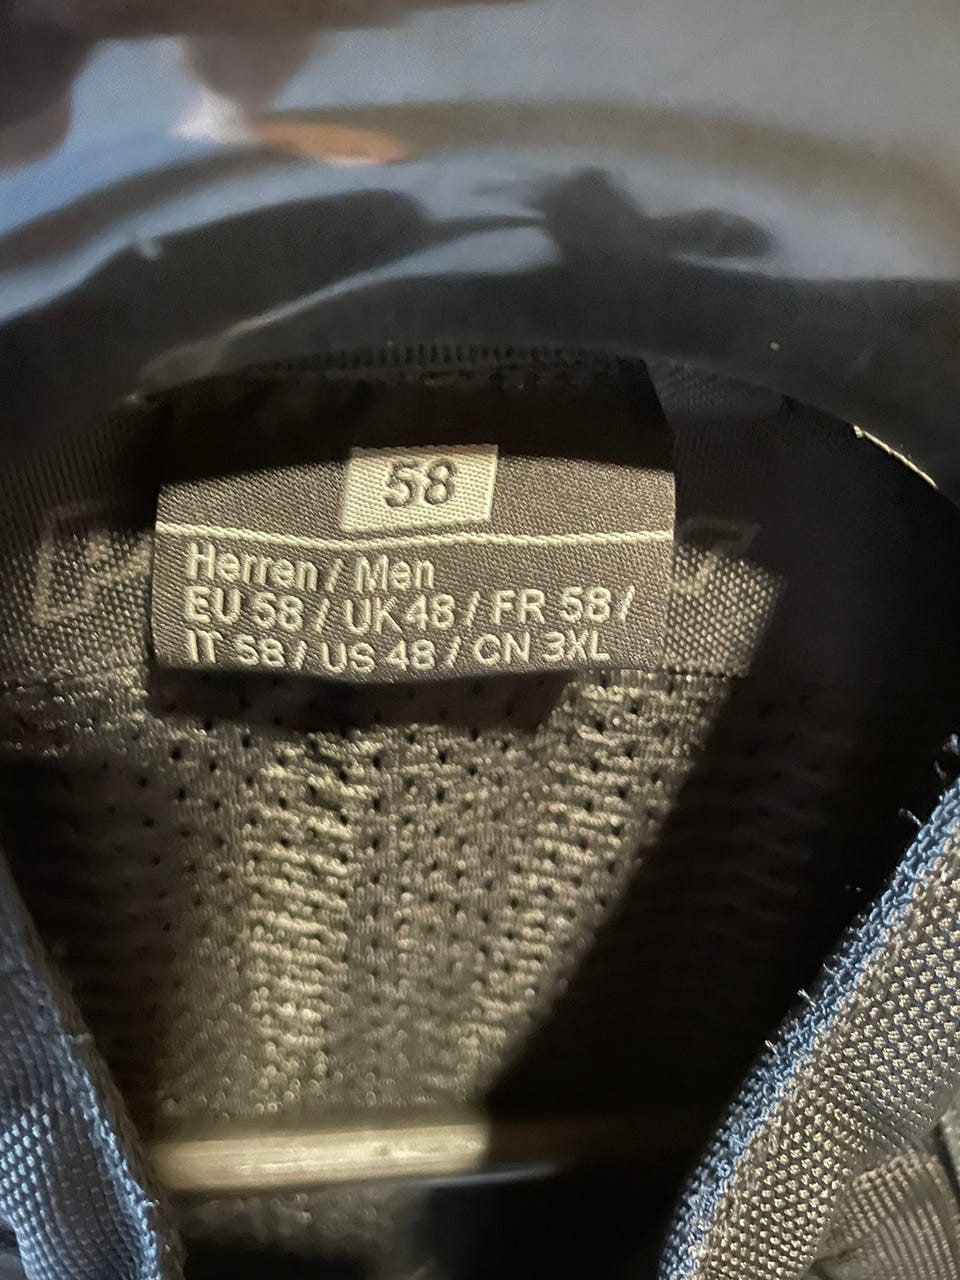 58
Herren / Men
EU 58 / UK 48 / FR 58 /
IT 58 / US 48 / CN 3XL